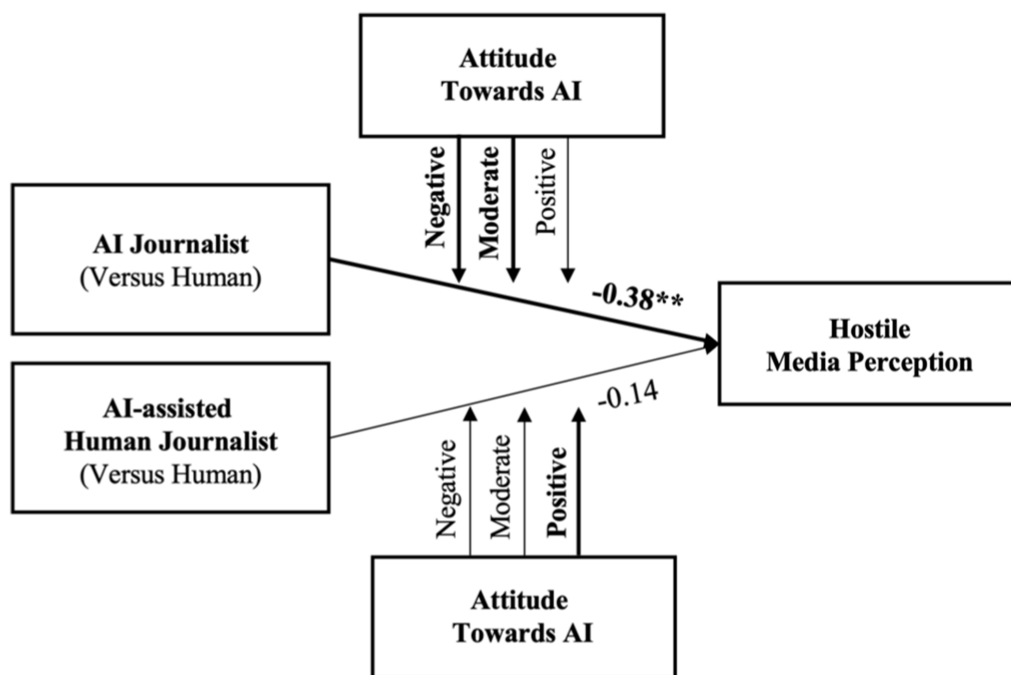 Attitude
Towards AI
Negative
Moderate
Positive
AI Journalist
(Versus Human)
-0.38**
Hostile
Media Perception
AI-assisted
Human Journalist
(Versus Human)
-0.14
Negative
Moderate
Positive
Attitude
Towards AI